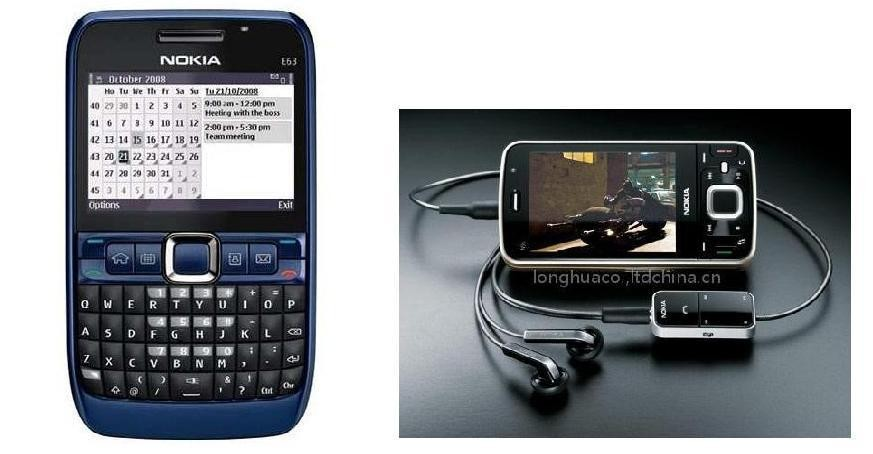 NOKIA
E63
October 2008
Mo Tu We Th Fr Sa Su
40 29 30 1 2 3 4 5
41 6 7 8 9 10 11 12
42 13 14 15 16 17 18 19
43 20 21 22 23 24 25 26
44 27 28 29 30 31 1 2
45 3 4 5 6 7 8 9
Tu 21/10/2008
9:00 am - 12:00 pm
Meeting with the boss
2:00 pm - 5:30 pm
Team meeting
Options Exit
Q W E R T Y U I O P
A S D F G H J K L
Z X C V B N M
Ctrl Chr
NOKIA
longhuaco.,ltdchina.cn
NOKIA